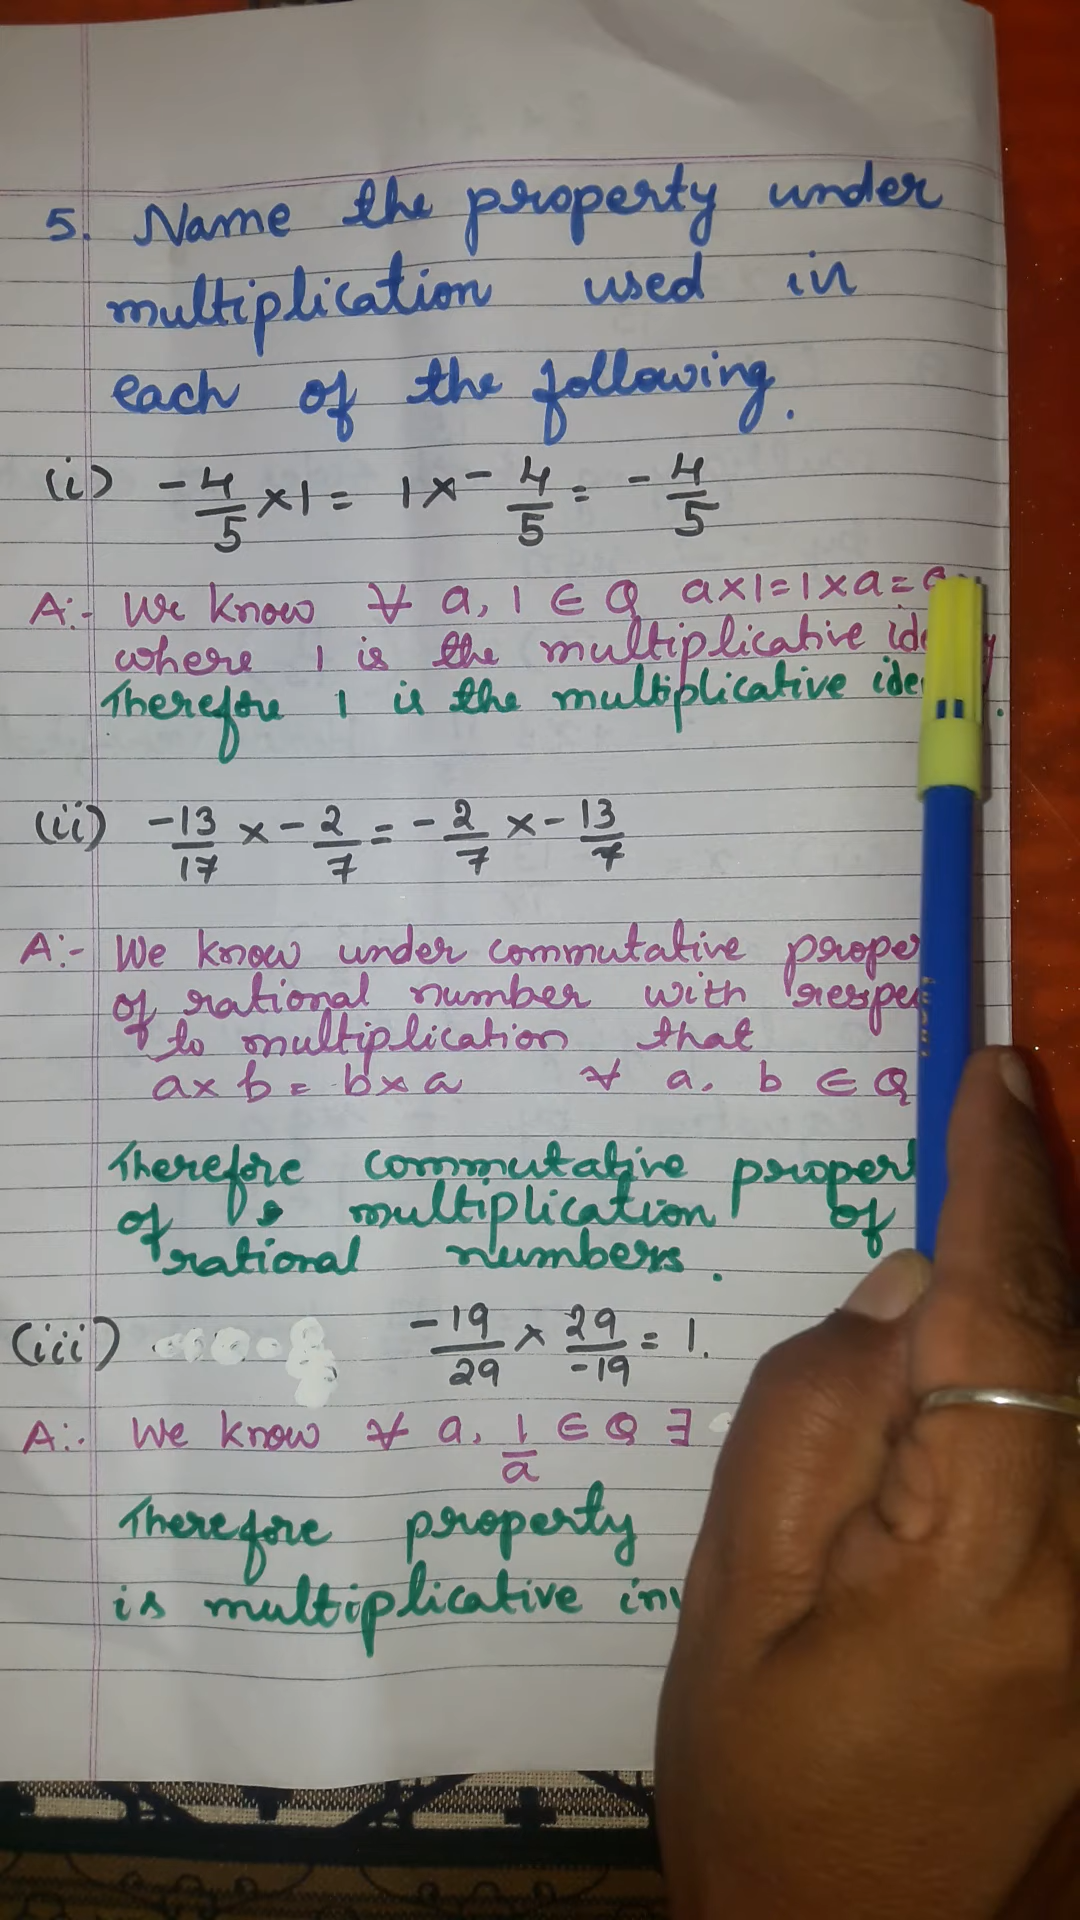 5. Name the property under
multiplication used in
each of the following.
(i) -4/5 ×1 = 1×-4/5 = -4/5
A:- We know ∀ a, 1 ∈ Q a×1=1×a=
where 1 is the multiplicative
Therefore 1 is the multiplicative
(ii) -13/17 × -2/7 = -2/7 × -13/7
A:- We know under commutative
of rational number with
to multiplication that
a×b = b×a ∀ a, b ∈ Q
Therefore commutative
of multiplication of
rational numbers.
(iii) -19/29 × 29/-19 = 1.
A:- We know ∀ a, 1/a ∈ Q ∃
Therefore property
is multiplicative